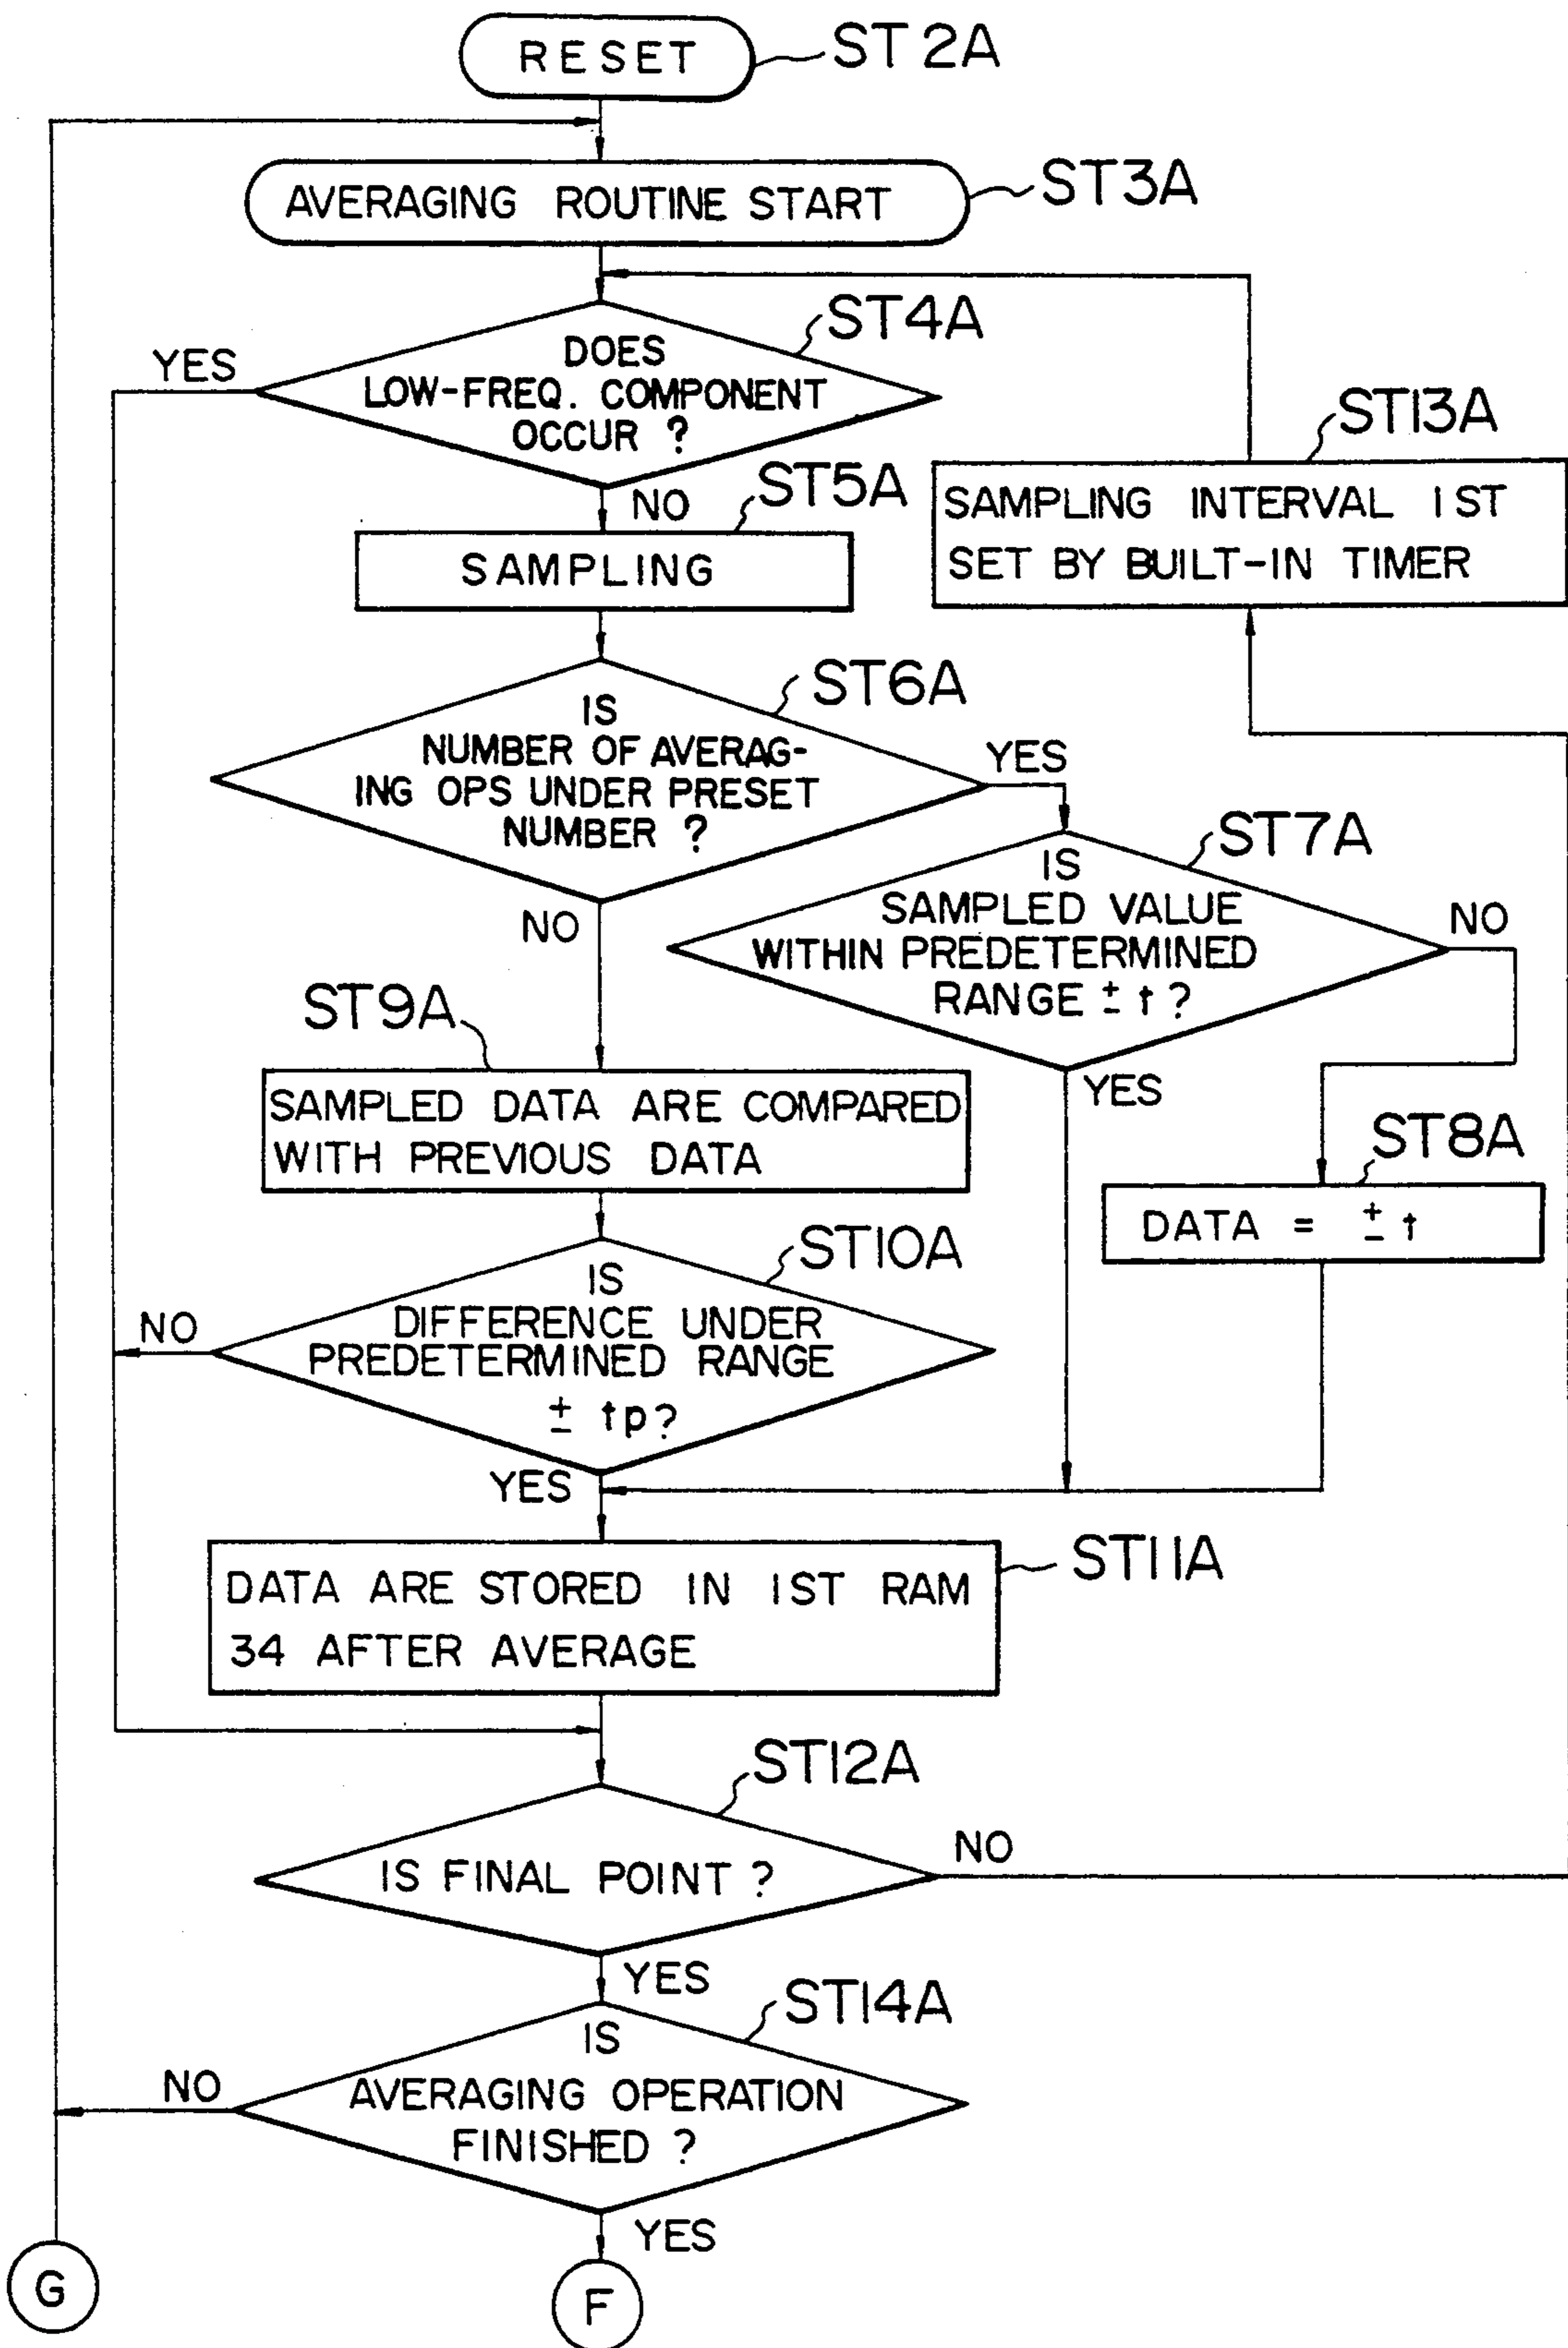 RESET
ST2A
AVERAGING ROUTINE START
ST3A
ST4A
YES
DOES
LOW-FREQ. COMPONENT
OCCUR ?
NO
ST13A
SAMPLING INTERVAL 1ST
SET BY BUILT-IN TIMER
ST5A
SAMPLING
ST6A
IS
NUMBER OF AVERAG-
ING OPS UNDER PRESET
NUMBER ?
YES
NO
ST7A
IS
SAMPLED VALUE
WITHIN PREDETERMINED
RANGE ± t ?
NO
YES
ST9A
SAMPLED DATA ARE COMPARED
WITH PREVIOUS DATA
ST8A
DATA = ± t
ST10A
IS
DIFFERENCE UNDER
PREDETERMINED RANGE
± tp?
NO
YES
ST11A
DATA ARE STORED IN 1ST RAM
34 AFTER AVERAGE
ST12A
IS FINAL POINT ?
NO
YES
ST14A
IS
AVERAGING OPERATION
FINISHED ?
NO
YES
G
F